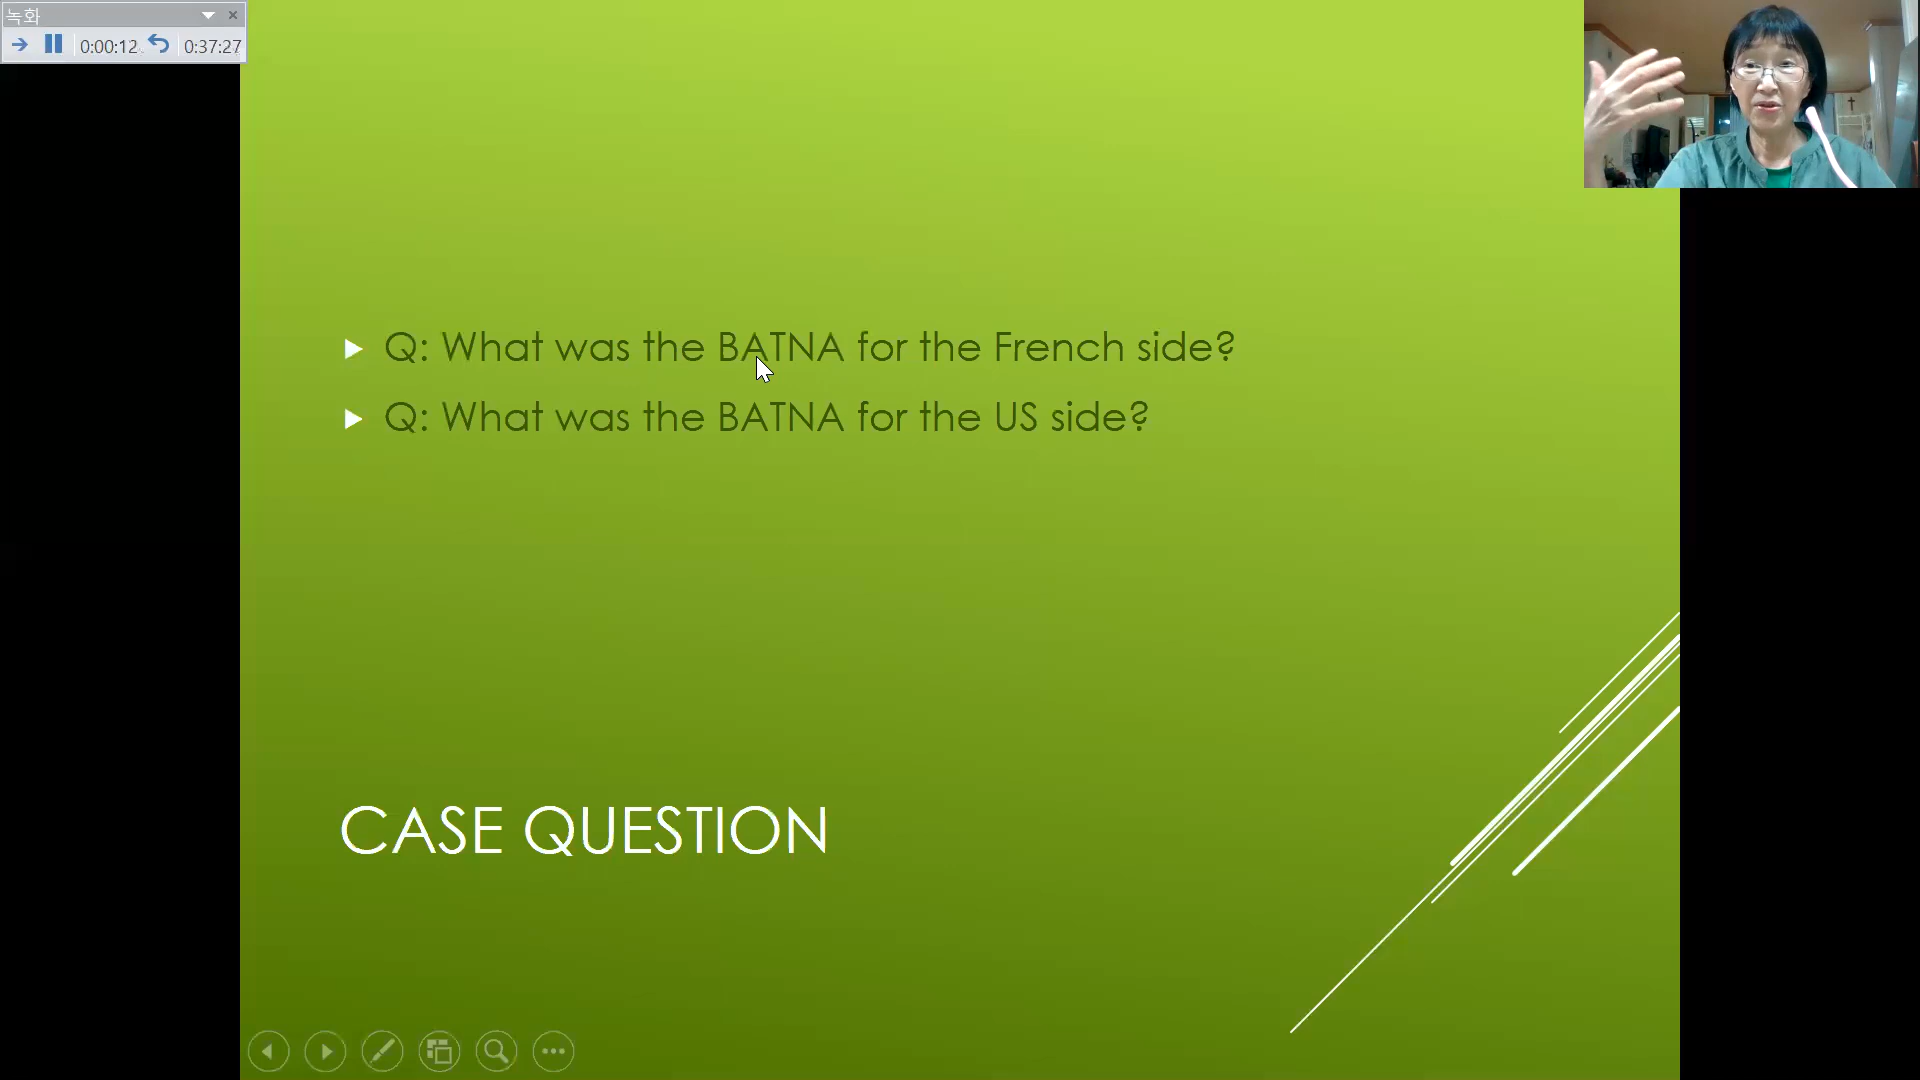 녹화
0:00:12
0:37:27
Q: What was the BATNA for the French side?
Q: What was the BATNA for the US side?
CASE QUESTION